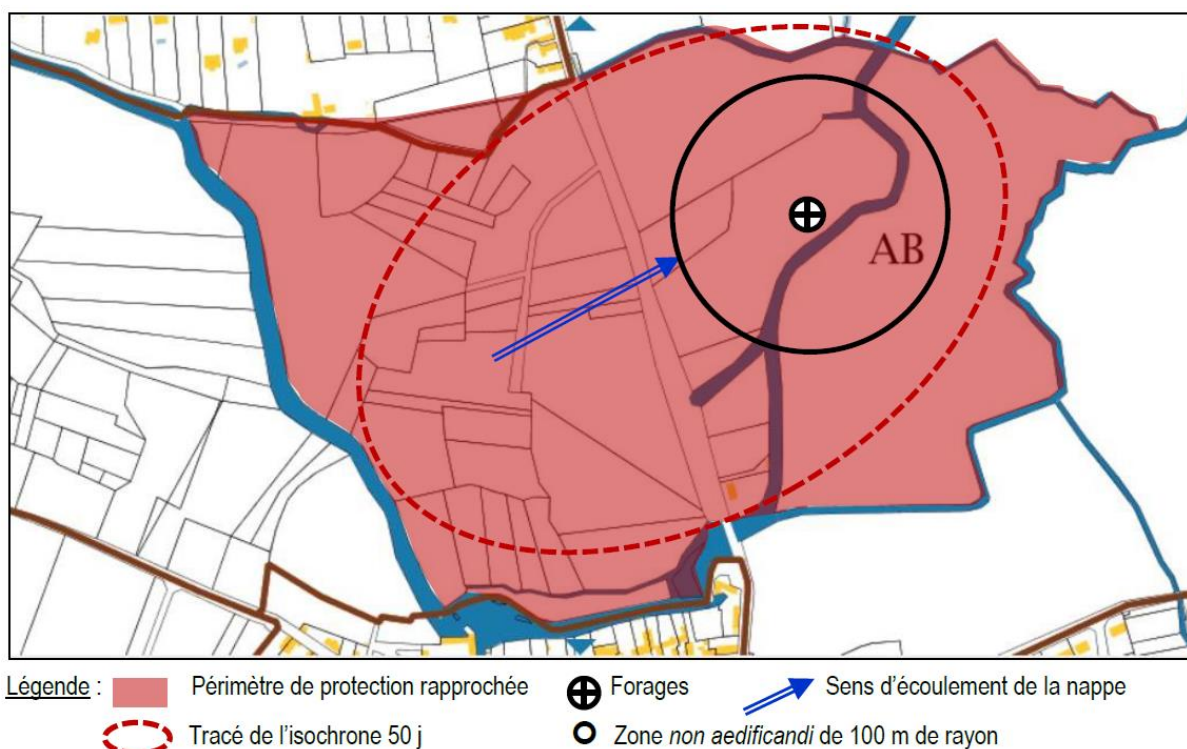 AB
Légende :
Périmètre de protection rapprochée
Forages
Sens d'écoulement de la nappe
Tracé de l'isochrone 50 j
Zone non aedificandi de 100 m de rayon